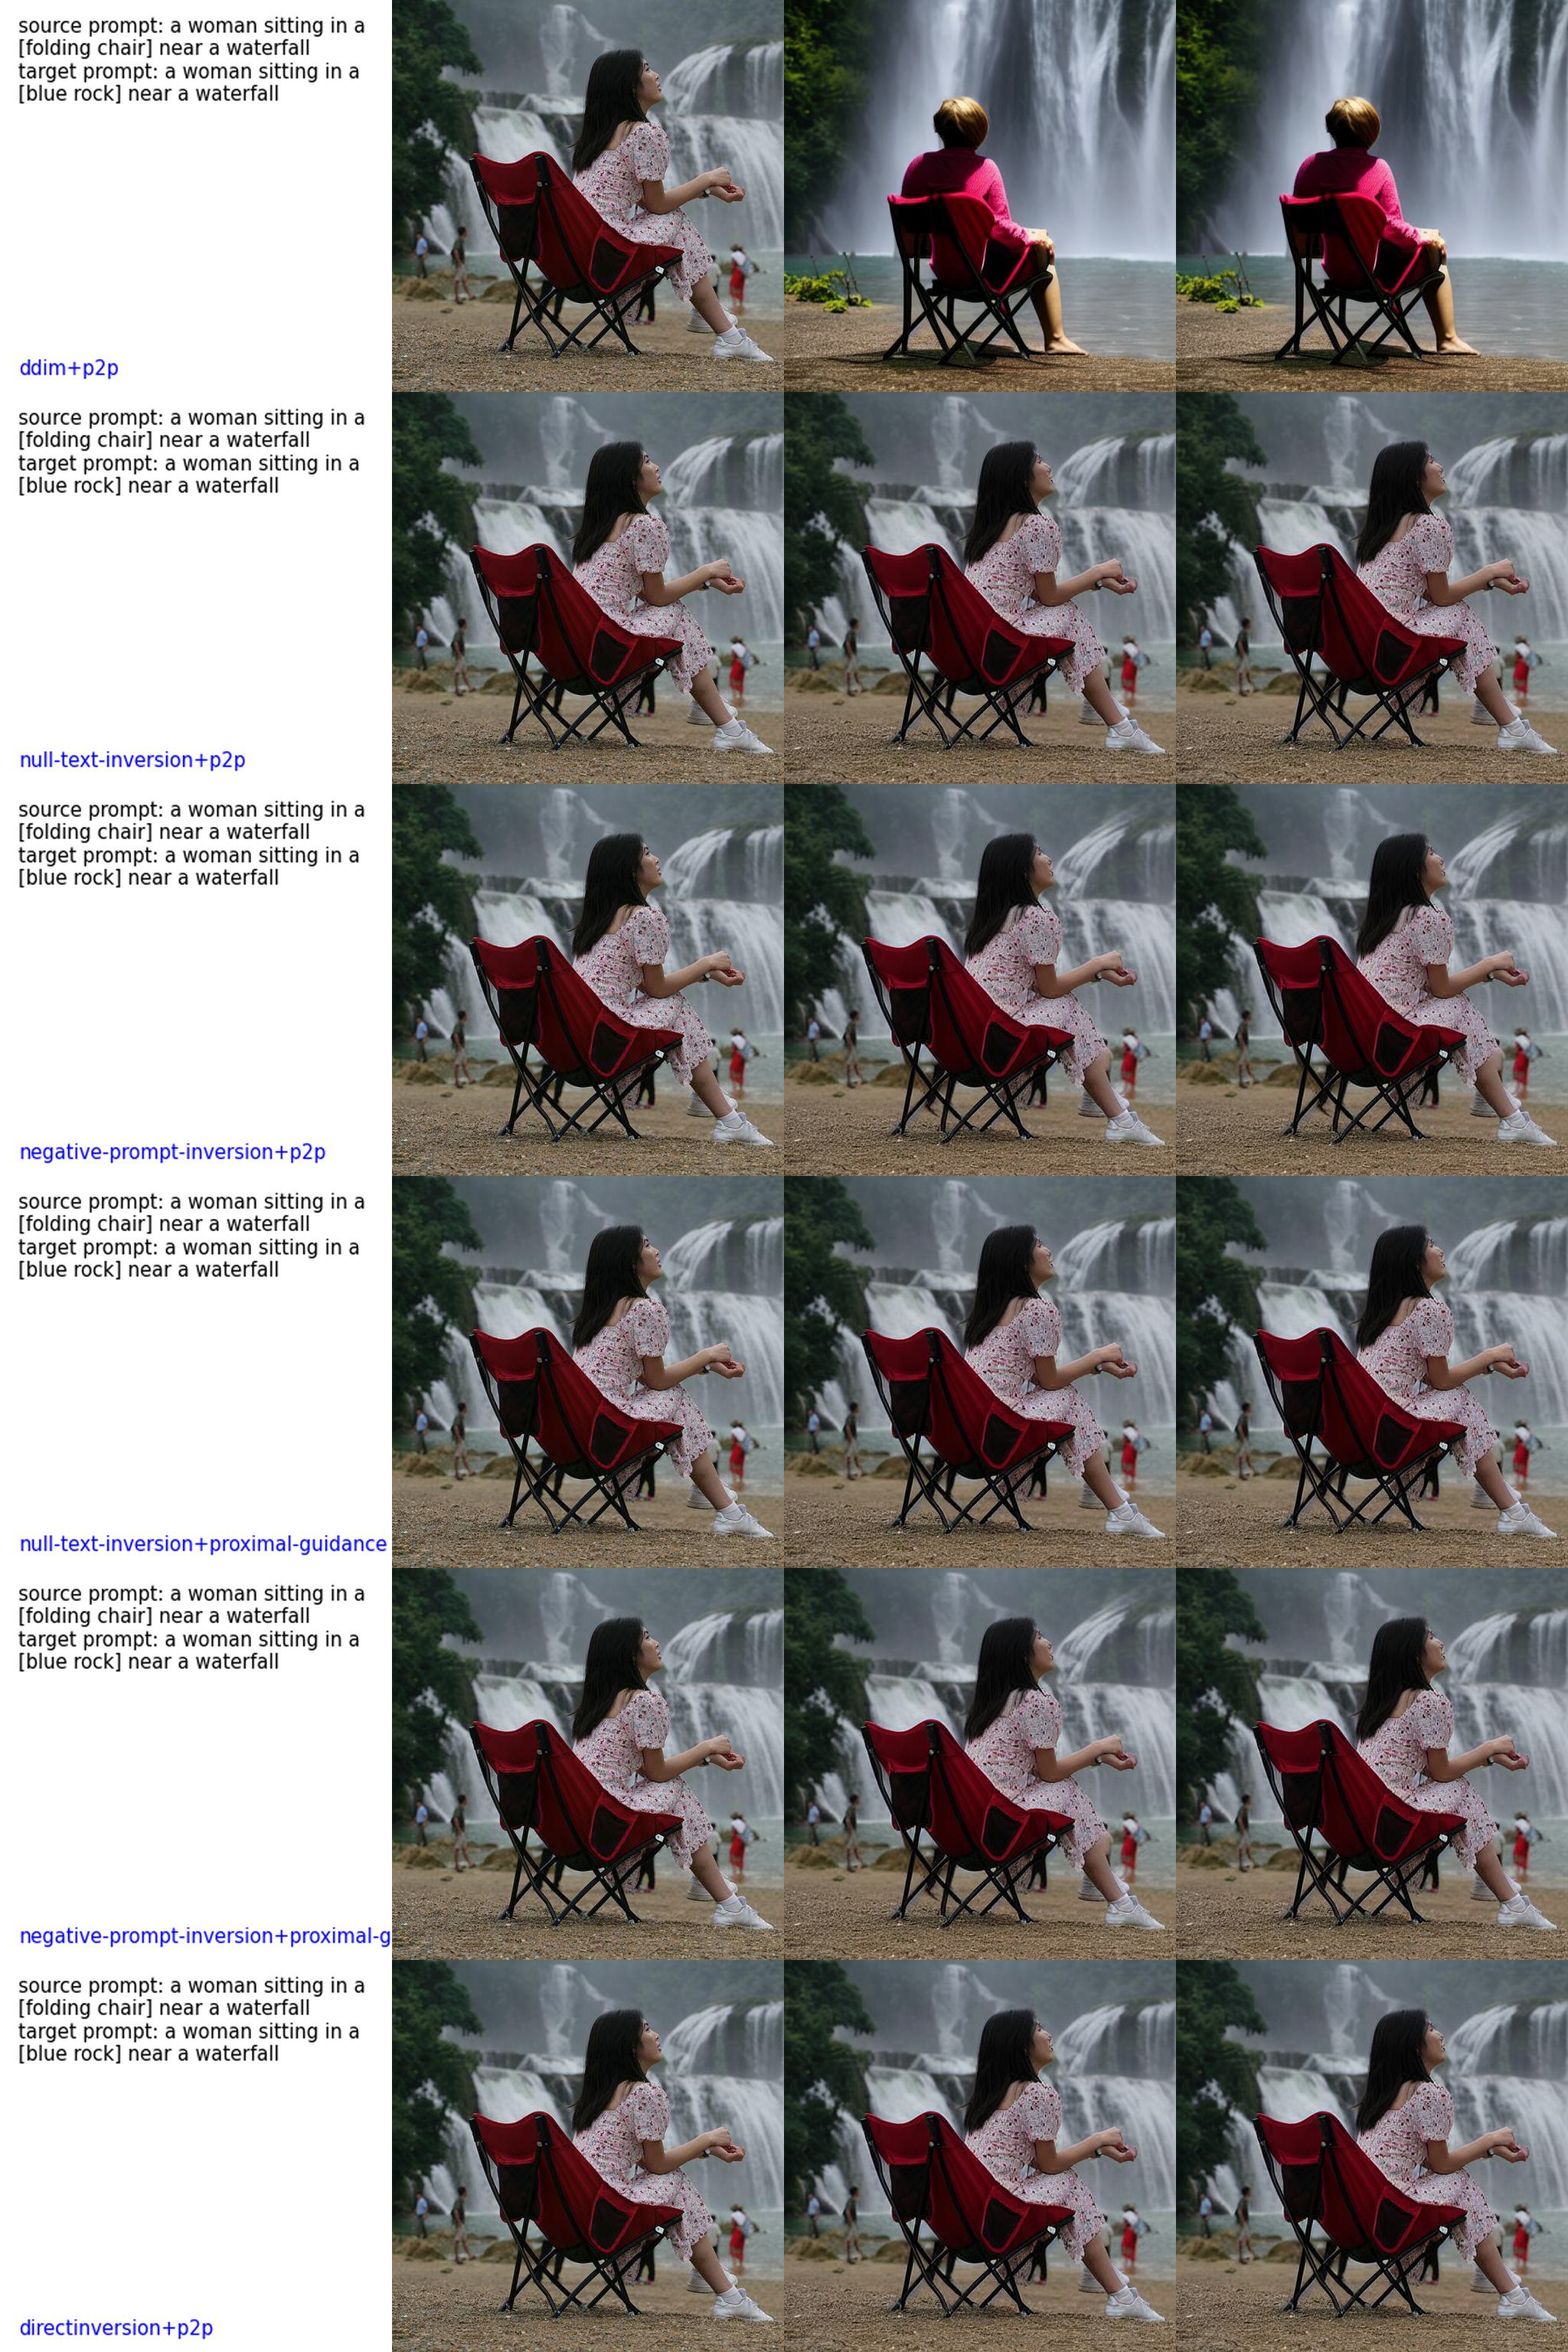 source prompt: a woman sitting in a
[folding chair] near a waterfall
target prompt: a woman sitting in a
[blue rock] near a waterfall
ddim+p2p
source prompt: a woman sitting in a
[folding chair] near a waterfall
target prompt: a woman sitting in a
[blue rock] near a waterfall
null-text-inversion+p2p
source prompt: a woman sitting in a
[folding chair] near a waterfall
target prompt: a woman sitting in a
[blue rock] near a waterfall
negative-prompt-inversion+p2p
source prompt: a woman sitting in a
[folding chair] near a waterfall
target prompt: a woman sitting in a
[blue rock] near a waterfall
null-text-inversion+proximal-guidance
source prompt: a woman sitting in a
[folding chair] near a waterfall
target prompt: a woman sitting in a
[blue rock] near a waterfall
negative-prompt-inversion+proximal-g
source prompt: a woman sitting in a
[folding chair] near a waterfall
target prompt: a woman sitting in a
[blue rock] near a waterfall
directinversion+p2p